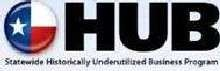 HUB
Statewide Historically Underutilized Business Program